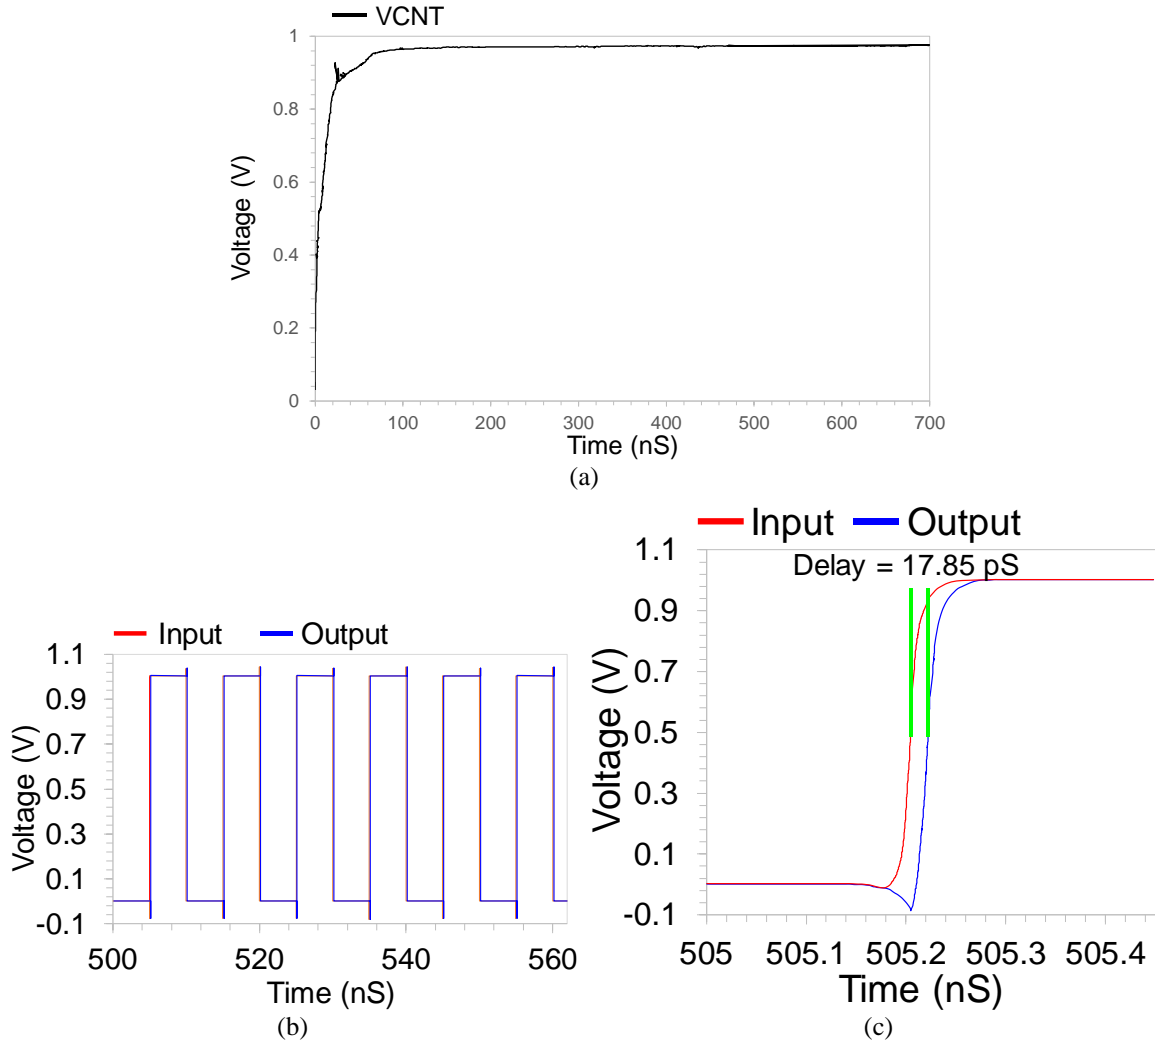 VCNT
1
0.8
0.6
0.4
0.2
0
Voltage (V)
0 100 200 300 400 500 600 700
Time (nS)
(a)
Input Output
1.1
0.9
0.7
0.5
0.3
0.1
-0.1
Voltage (V)
500 520 540 560
Time (nS)
(b)
Input Output
Delay = 17.85 pS
1.1
0.9
0.7
0.5
0.3
0.1
-0.1
Voltage (V)
505 505.1 505.2 505.3 505.4
Time (nS)
(c)